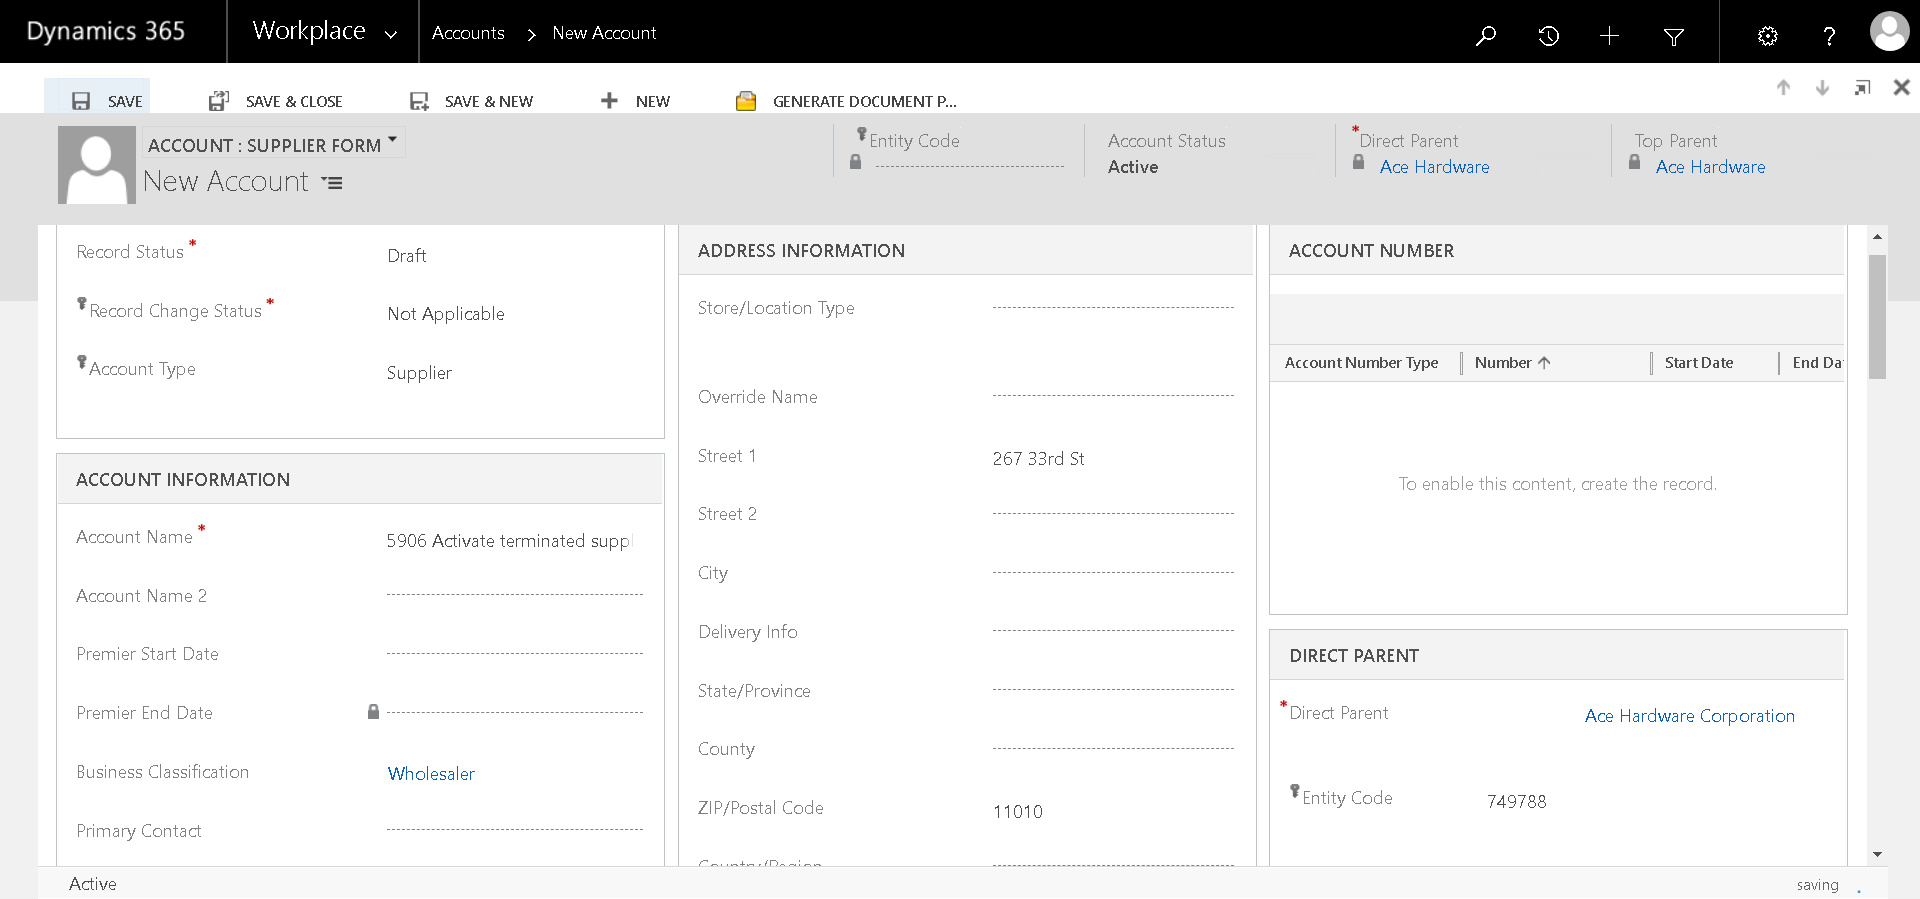 Dynamics 365
Workplace
Accounts > New Account
SAVE
SAVE & CLOSE
SAVE & NEW
NEW
GENERATE DOCUMENT P...
ACCOUNT : SUPPLIER FORM
New Account
Entity Code
Account Status
Active
*Direct Parent
Ace Hardware
Top Parent
Ace Hardware
Record Status *
Draft
Record Change Status *
Not Applicable
Account Type
Supplier
ACCOUNT INFORMATION
Account Name *
5906 Activate terminated suppl
Account Name 2
Premier Start Date
Premier End Date
Business Classification
Wholesaler
Primary Contact
ADDRESS INFORMATION
Store/Location Type
Override Name
Street 1
267 33rd St
Street 2
City
Delivery Info
State/Province
County
ZIP/Postal Code
11010
Country/Region
ACCOUNT NUMBER
Account Number Type
Number ↑
Start Date
End Da
To enable this content, create the record.
DIRECT PARENT
*Direct Parent
Ace Hardware Corporation
Entity Code
749788
Active
saving